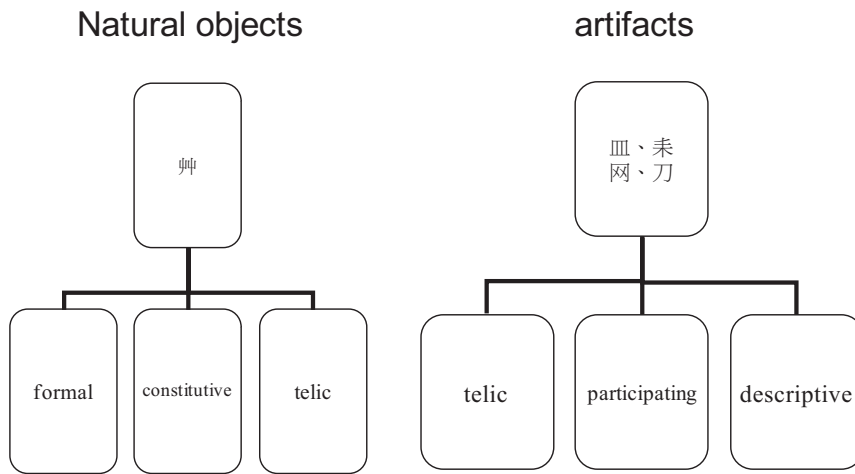 Natural objects
artifacts
艸
皿、耒
网、刀
formal
constitutive
telic
telic
participating
descriptive